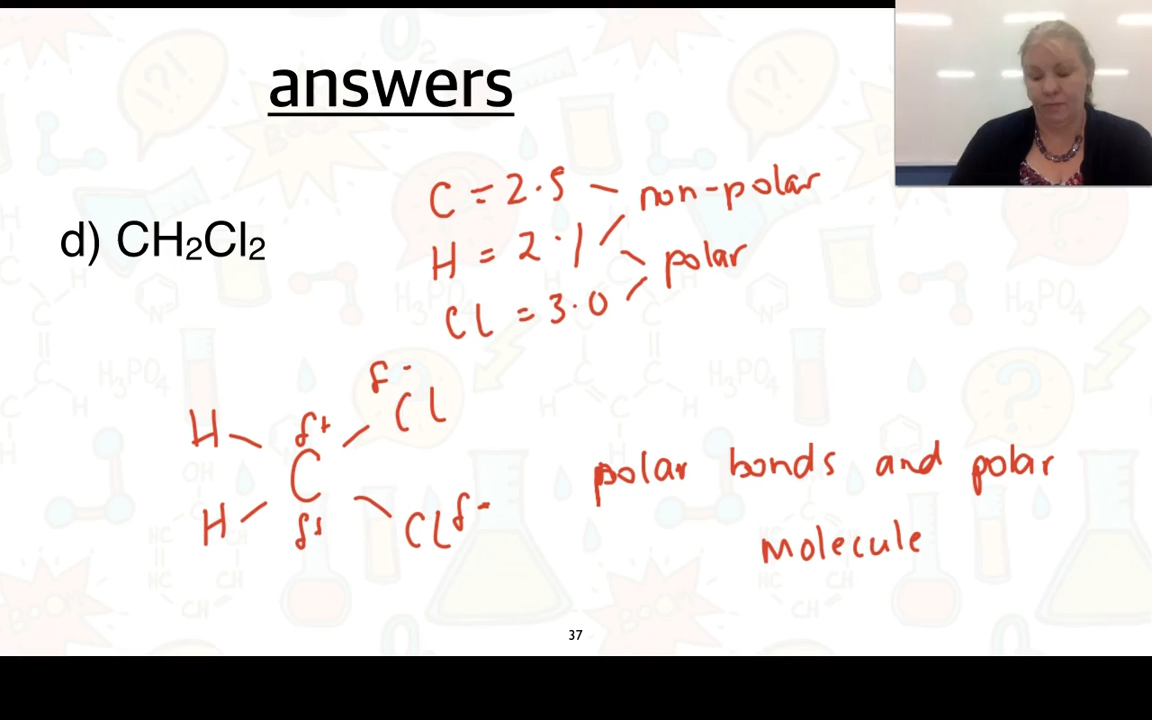 answers
d) CH₂Cl₂
C = 2.5
non-polar
H = 2.1
polar
Cl = 3.0
δ-
H δ+ Cl
C
H δ+ Cl δ-
polar bonds and polar
molecule
37